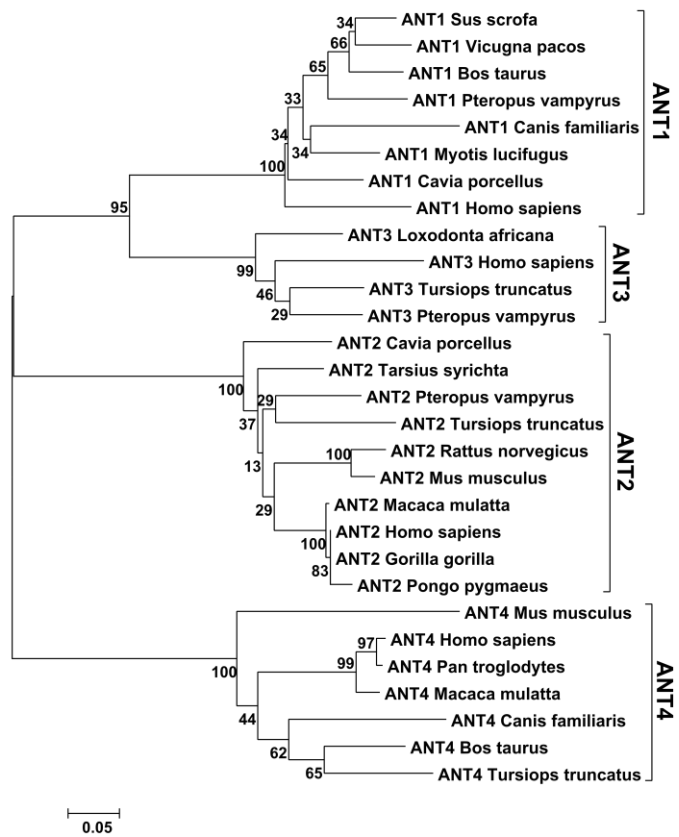 34 ANT1 Sus scrofa
66 ANT1 Vicugna pacos
65 ANT1 Bos taurus
33 ANT1 Pteropus vampyrus
34 ANT1 Canis familiaris
34 ANT1 Myotis lucifugus
100 ANT1 Cavia porcellus
95 ANT1 Homo sapiens
ANT1
ANT3 Loxodonta africana
99 ANT3 Homo sapiens
46 ANT3 Tursiops truncatus
29 ANT3 Pteropus vampyrus
ANT3
ANT2 Cavia porcellus
100 ANT2 Tarsius syrichta
29 ANT2 Pteropus vampyrus
37 ANT2 Tursiops truncatus
100 ANT2 Rattus norvegicus
13 ANT2 Mus musculus
29 ANT2 Macaca mulatta
100 ANT2 Homo sapiens
ANT2 Gorilla gorilla
83 ANT2 Pongo pygmaeus
ANT2
ANT4 Mus musculus
97 ANT4 Homo sapiens
99 ANT4 Pan troglodytes
100 ANT4 Macaca mulatta
44 ANT4 Canis familiaris
62 ANT4 Bos taurus
65 ANT4 Tursiops truncatus
ANT4
0.05